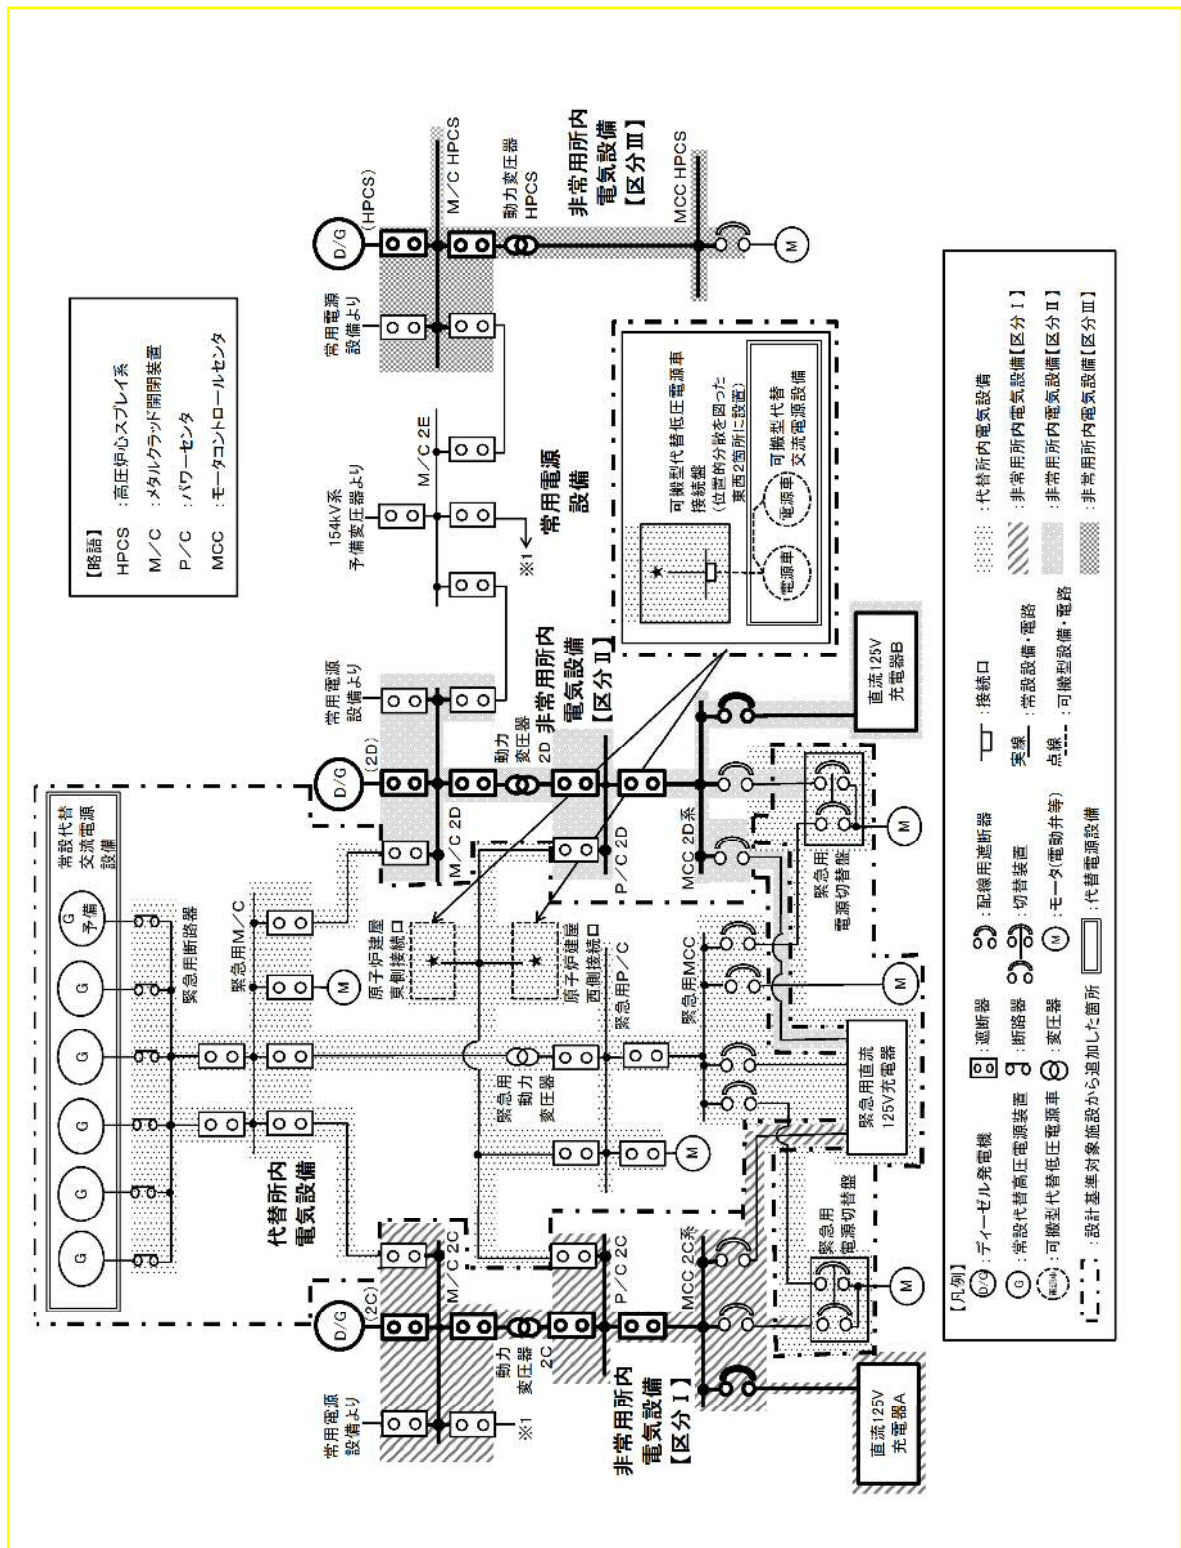 常設代替
交流電源
設備
G
G
G
G
G
G
予備
緊急用断路器
緊急用M/C
代替所内
電気設備
M
【略語】
HPCS :高圧炉心スプレイ系
M/C :メタルクラッド開閉装置
P/C :パワーセンタ
MCC :モータコントロールセンタ
常用電源
設備より
D/G
(2C)
M/C 2C
※1
動力
変圧器
2C
P/C 2C
非常用所内
電気設備
【区分Ⅰ】
MCC 2C系
直流125V
充電器A
緊急用
電源切替盤
M
緊急用
動力
変圧器
緊急用P/C
M
緊急用MCC
緊急用直流
125V充電器
M
原子炉建屋
東側接続口
★
★
原子炉建屋
西側接続口
D/G
(2D)
常用電源
設備より
M/C 2D
動力
変圧器
2D
非常用所内
電気設備
【区分Ⅱ】
P/C 2D
MCC 2D系
緊急用
電源切替盤
M
直流125V
充電器B
154kV系
予備変圧器より
M/C 2E
※1
常用電源
設備
可搬型代替低圧電源車
接続盤
(位置的分散を図った
東西2箇所に設置)
★
可搬型代替
交流電源設備
電源車
電源車
常用電源
設備より
D/G
(HPCS)
M/C HPCS
動力変圧器
HPCS
非常用所内
電気設備
【区分Ⅲ】
MCC HPCS
M
【凡例】
D/G :ディーゼル発電機
G :常設代替高圧電源装置
:可搬型代替低圧電源車
:設計基準対象施設から追加した箇所
:遮断器
:断路器
:変圧器
:代替電源設備
:配線用遮断器
:切替装置
M :モータ(電動弁等)
:接続口
実線 :常設設備・電路
点線 :可搬型設備・電路
:代替所内電気設備
:非常用所内電気設備【区分Ⅰ】
:非常用所内電気設備【区分Ⅱ】
:非常用所内電気設備【区分Ⅲ】